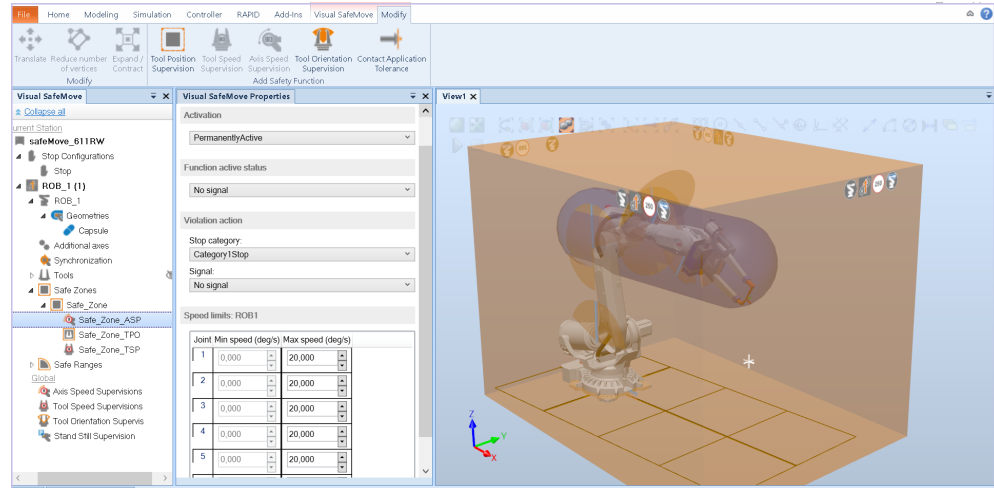 File Home Modeling Simulation Controller RAPID Add-Ins Visual SafeMove Modify
Translate Reduce number Expand / Tool Position Tool Speed Axis Speed Tool Orientation Contact Application
of vertices Contract Supervision Supervision Supervision Supervision Tolerance
Modify Add Safety Function
Visual SafeMove
Collapse all
urrent Station
safeMove_611RW
Stop Configurations
Stop
ROB_1 (1)
ROB_1
Geometries
Capsule
Additional axes
Synchronization
Tools
Safe Zones
Safe_Zone
Safe_Zone_ASP
Safe_Zone_TPO
Safe_Zone_TSP
Safe Ranges
Global
Axis Speed Supervisions
Tool Speed Supervisions
Tool Orientation Supervis
Stand Still Supervision
Visual SafeMove Properties
Activation
PermanentlyActive
Function active status
No signal
Violation action
Stop category:
Category1Stop
Signal:
No signal
Speed limits: ROB1
Joint Min speed (deg/s) Max speed (deg/s)
1 0,000 20,000
2 0,000 20,000
3 0,000 20,000
4 0,000 20,000
5 0,000 20,000
View1
250
250
Z
Y
X